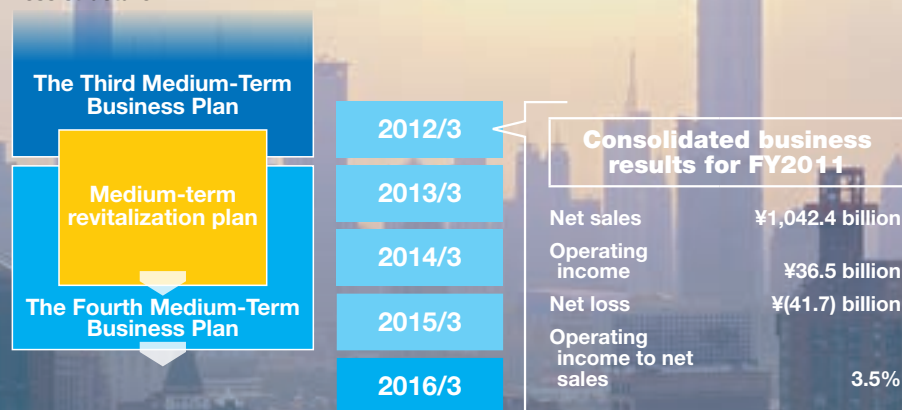 The Third Medium-Term
Business Plan
Medium-term
revitalization plan
The Fourth Medium-Term
Business Plan
2012/3
2013/3
2014/3
2015/3
2016/3
Consolidated business
results for FY2011
Net sales ¥1,042.4 billion
Operating
income ¥36.5 billion
Net loss ¥(41.7) billion
Operating
income to net
sales 3.5%